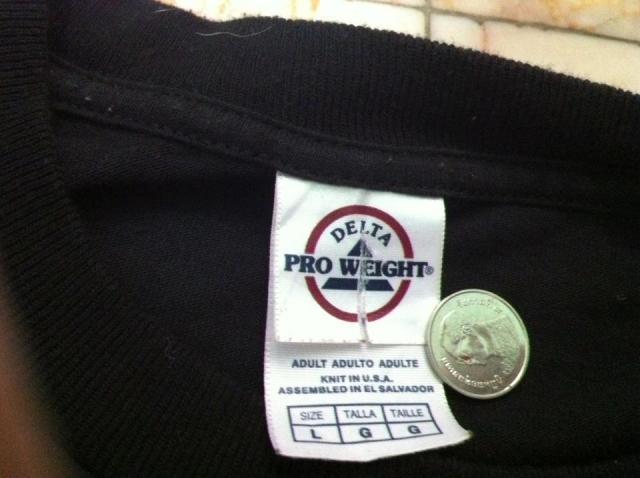 DELTA
PRO WEIGHT®
ADULT ADULTO ADULTE
KNIT IN U.S.A.
ASSEMBLED IN EL SALVADOR
SIZE TALLA TAILLE
L G G